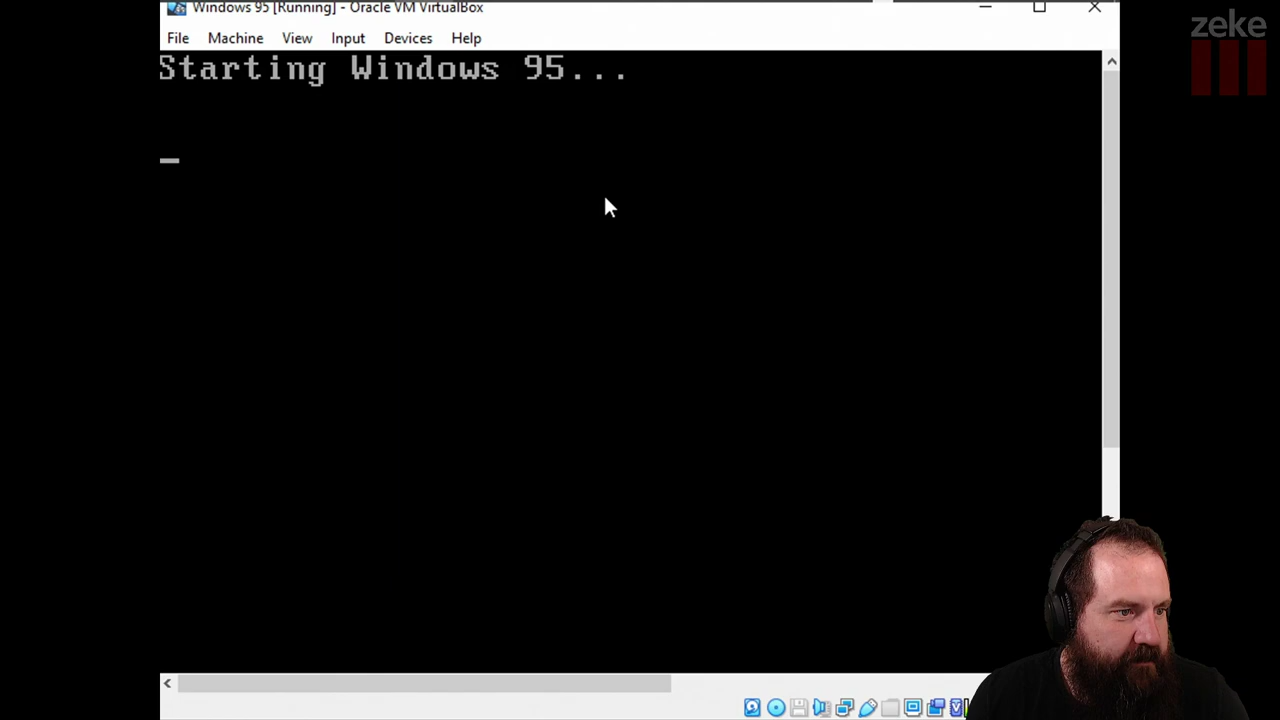 Windows 95 [Running] - Oracle VM VirtualBox
zeke
File Machine View Input Devices Help
Starting Windows 95...